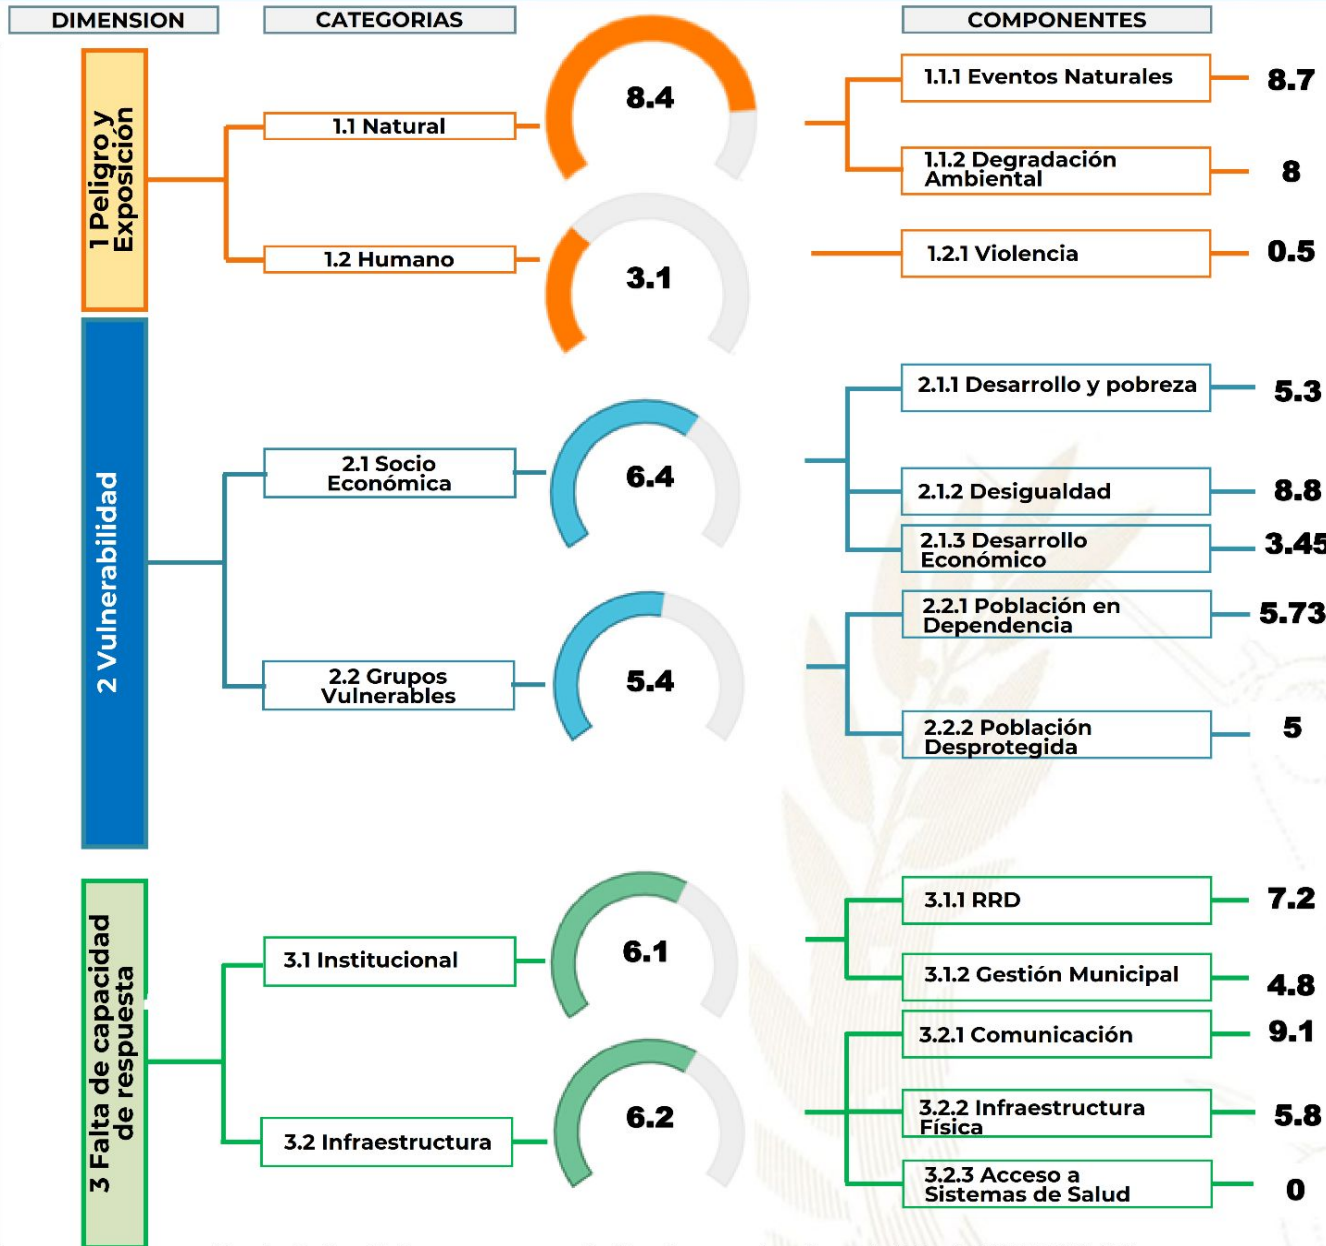 DIMENSION
CATEGORIAS
COMPONENTES
1 Peligro y
Exposición
1.1 Natural
8.4
1.1.1 Eventos Naturales
8.7
1.1.2 Degradación
Ambiental
8
1.2 Humano
3.1
1.2.1 Violencia
0.5
2 Vulnerabilidad
2.1 Socio
Económica
6.4
2.1.1 Desarrollo y pobreza
5.3
2.1.2 Desigualdad
8.8
2.1.3 Desarrollo
Económico
3.45
2.2 Grupos
Vulnerables
5.4
2.2.1 Población en
Dependencia
5.73
2.2.2 Población
Desprotegida
5
3 Falta de capacidad
de respuesta
3.1 Institucional
6.1
3.1.1 RRD
7.2
3.1.2 Gestión Municipal
4.8
3.2 Infraestructura
6.2
3.2.1 Comunicación
9.1
3.2.2 Infraestructura
Física
5.8
3.2.3 Acceso a
Sistemas de Salud
0